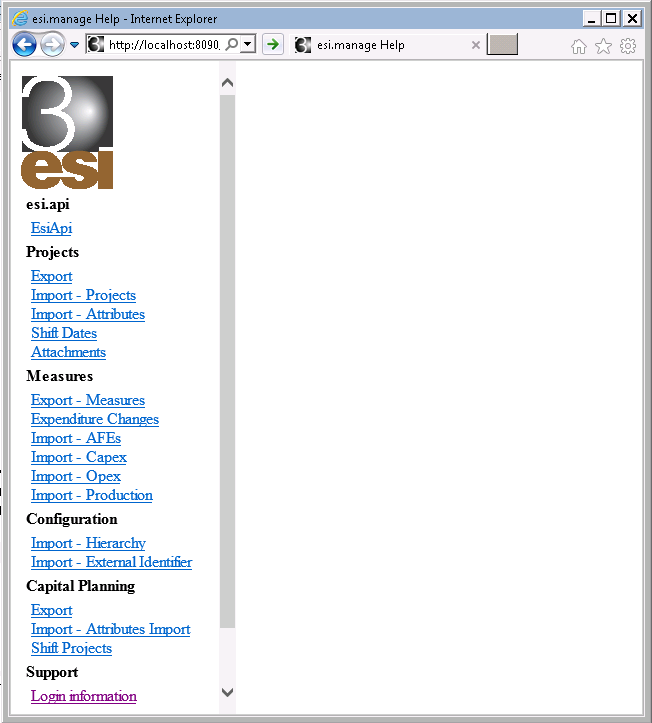 esi.manage Help - Internet Explorer
http://localhost:8090
esi.manage Help
3
esi
esi.api
EsiApi
Projects
Export
Import - Projects
Import - Attributes
Shift Dates
Attachments
Measures
Export - Measures
Expenditure Changes
Import - AFEs
Import - Capex
Import - Opex
Import - Production
Configuration
Import - Hierarchy
Import - External Identifier
Capital Planning
Export
Import - Attributes Import
Shift Projects
Support
Login information